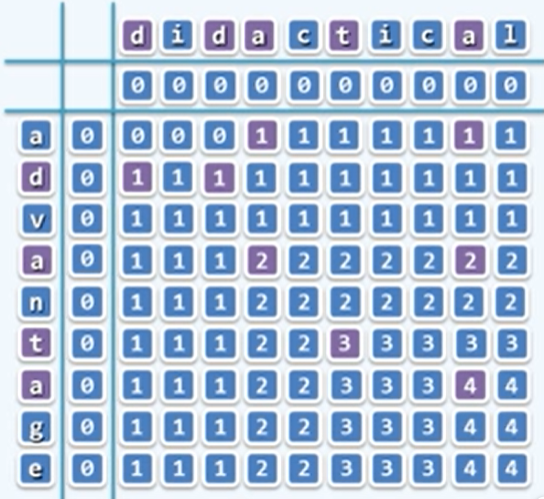 d i d a c t i c a l
0 0 0 0 0 0 0 0 0 0
a 0 0 0 0 1 1 1 1 1 1 1
d 0 1 1 1 1 1 1 1 1 1 1
v 0 1 1 1 1 1 1 1 1 1 1
a 0 1 1 1 2 2 2 2 2 2 2
n 0 1 1 1 2 2 2 2 2 2 2
t 0 1 1 1 2 2 3 3 3 3 3
a 0 1 1 1 2 2 3 3 3 4 4
g 0 1 1 1 2 2 3 3 3 4 4
e 0 1 1 1 2 2 3 3 3 4 4